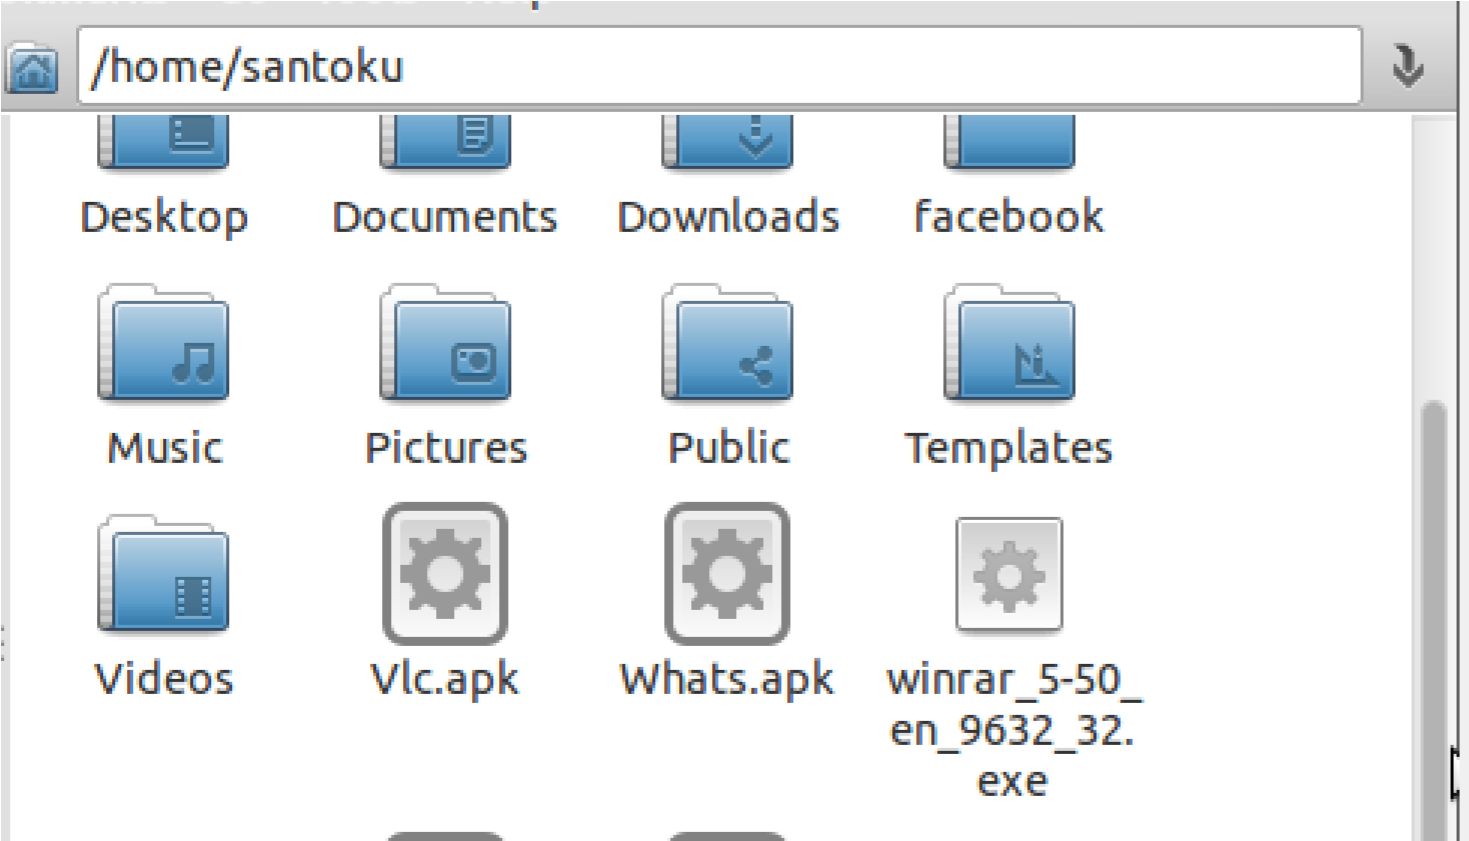 /home/santoku
Desktop Documents Downloads facebook
Music Pictures Public Templates
Videos Vlc.apk Whats.apk winrar_5-50_
en_9632_32.
exe